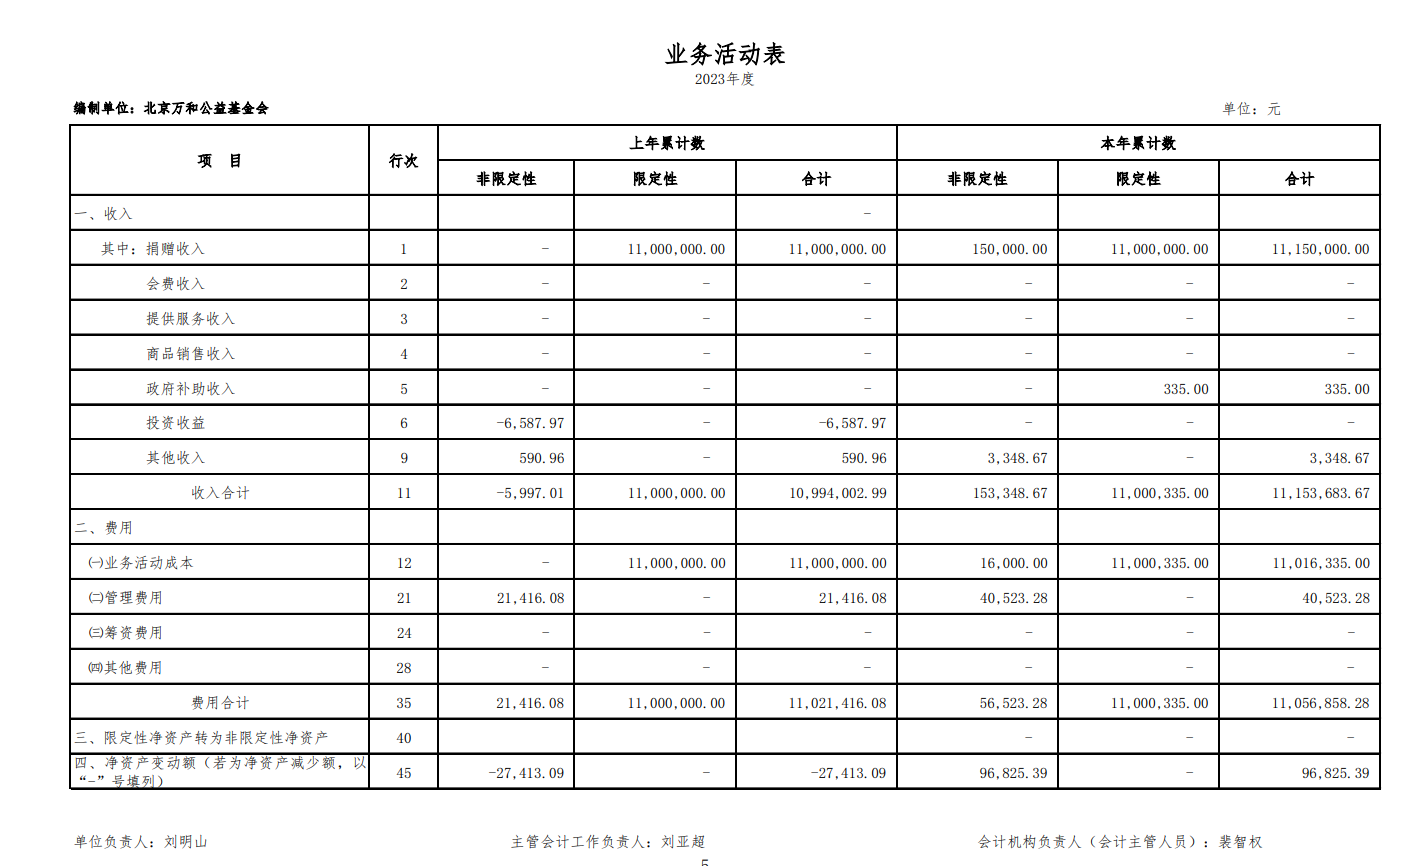 业务活动表
2023年度
编制单位：北京万和公益基金会 单位：元
项 目 行次 上年累计数 本年累计数
非限定性 限定性 合计 非限定性 限定性 合计
一、收入 –
其中：捐赠收入 1 – 11,000,000.00 11,000,000.00 150,000.00 11,000,000.00 11,150,000.00
会费收入 2 – – – – – –
提供服务收入 3 – – – – – –
商品销售收入 4 – – – – – –
政府补助收入 5 – – – – 335.00 335.00
投资收益 6 -6,587.97 – -6,587.97 – – –
其他收入 9 590.96 – 590.96 3,348.67 – 3,348.67
收入合计 11 -5,997.01 11,000,000.00 10,994,002.99 153,348.67 11,000,335.00 11,153,683.67
二、费用
㈠业务活动成本 12 – 11,000,000.00 11,000,000.00 16,000.00 11,000,335.00 11,016,335.00
㈡管理费用 21 21,416.08 – 21,416.08 40,523.28 – 40,523.28
㈢筹资费用 24 – – – – – –
㈣其他费用 28 – – – – – –
费用合计 35 21,416.08 11,000,000.00 11,021,416.08 56,523.28 11,000,335.00 11,056,858.28
三、限定性净资产转为非限定性净资产 40 – – –
四、净资产变动额（若为净资产减少额，以
“-”号填列） 45 -27,413.09 – -27,413.09 96,825.39 – 96,825.39
单位负责人：刘明山 主管会计工作负责人：刘亚超 会计机构负责人（会计主管人员）：裴智权
5